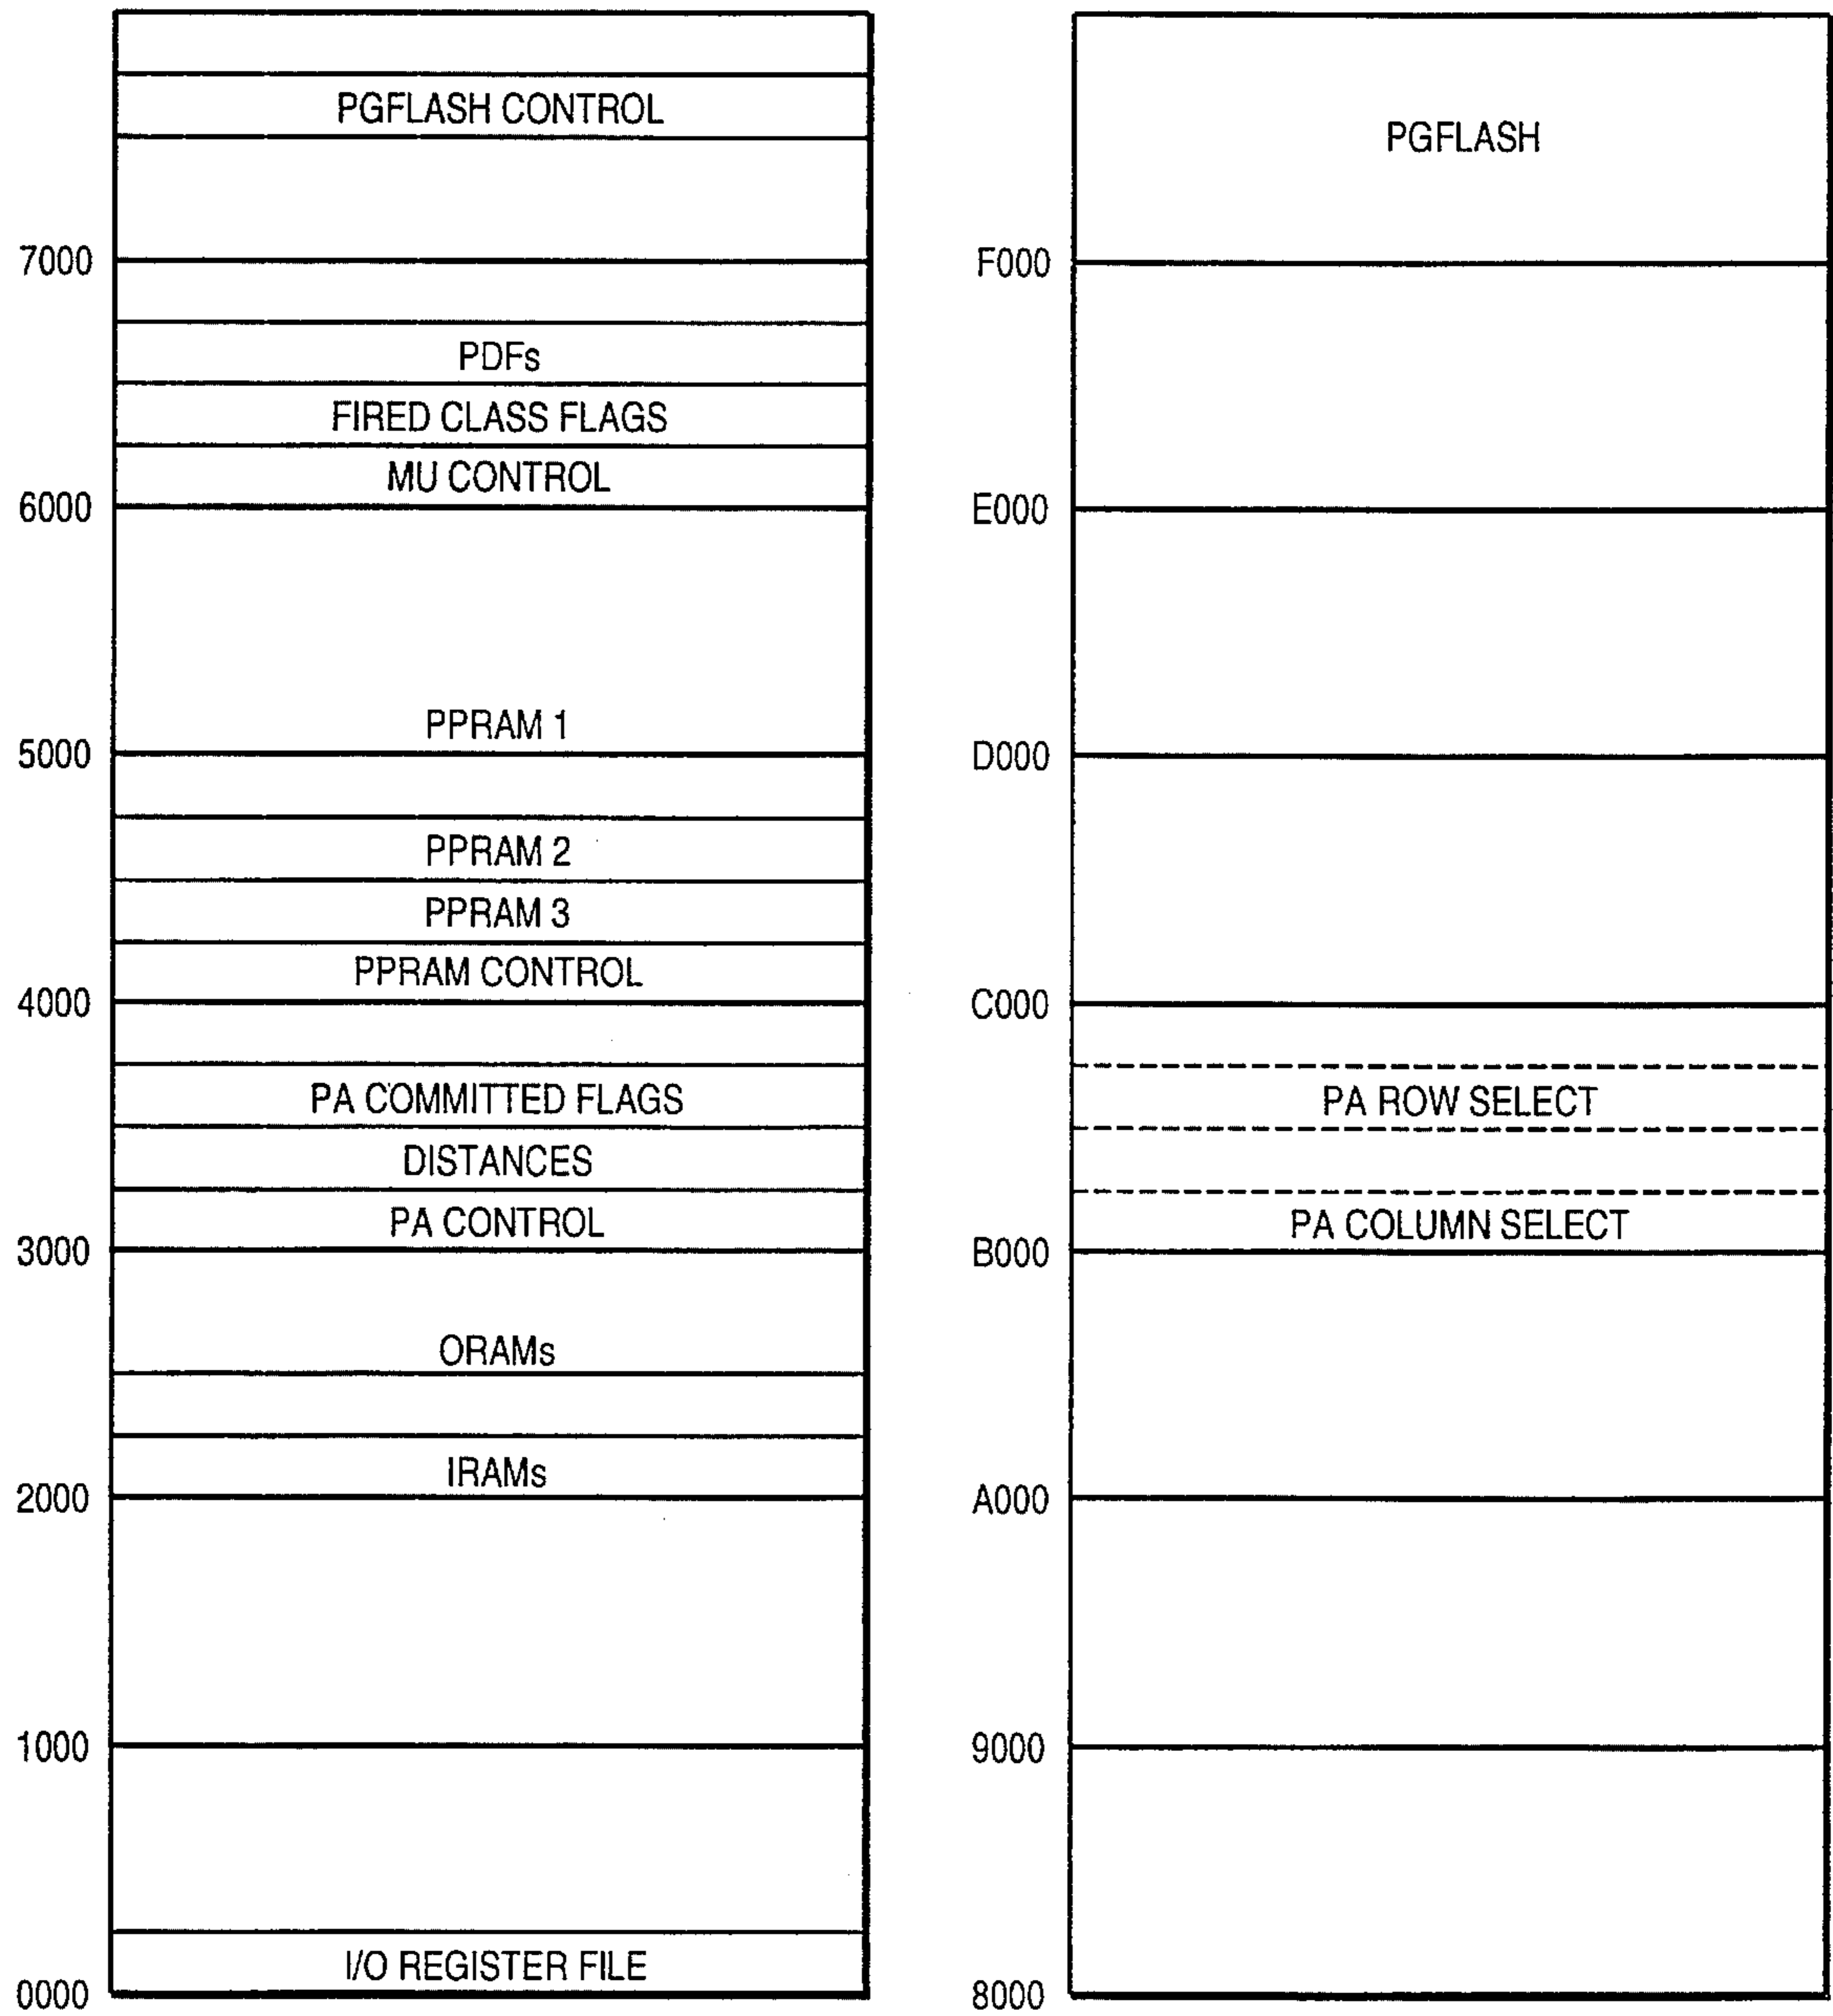 PGFLASH CONTROL
7000
PDFs
FIRED CLASS FLAGS
MU CONTROL
6000
PPRAM 1
5000
PPRAM 2
PPRAM 3
PPRAM CONTROL
4000
PA COMMITTED FLAGS
DISTANCES
PA CONTROL
3000
ORAMs
IRAMs
2000
1000
I/O REGISTER FILE
0000
PGFLASH
F000
E000
D000
C000
PA ROW SELECT
PA COLUMN SELECT
B000
A000
9000
8000